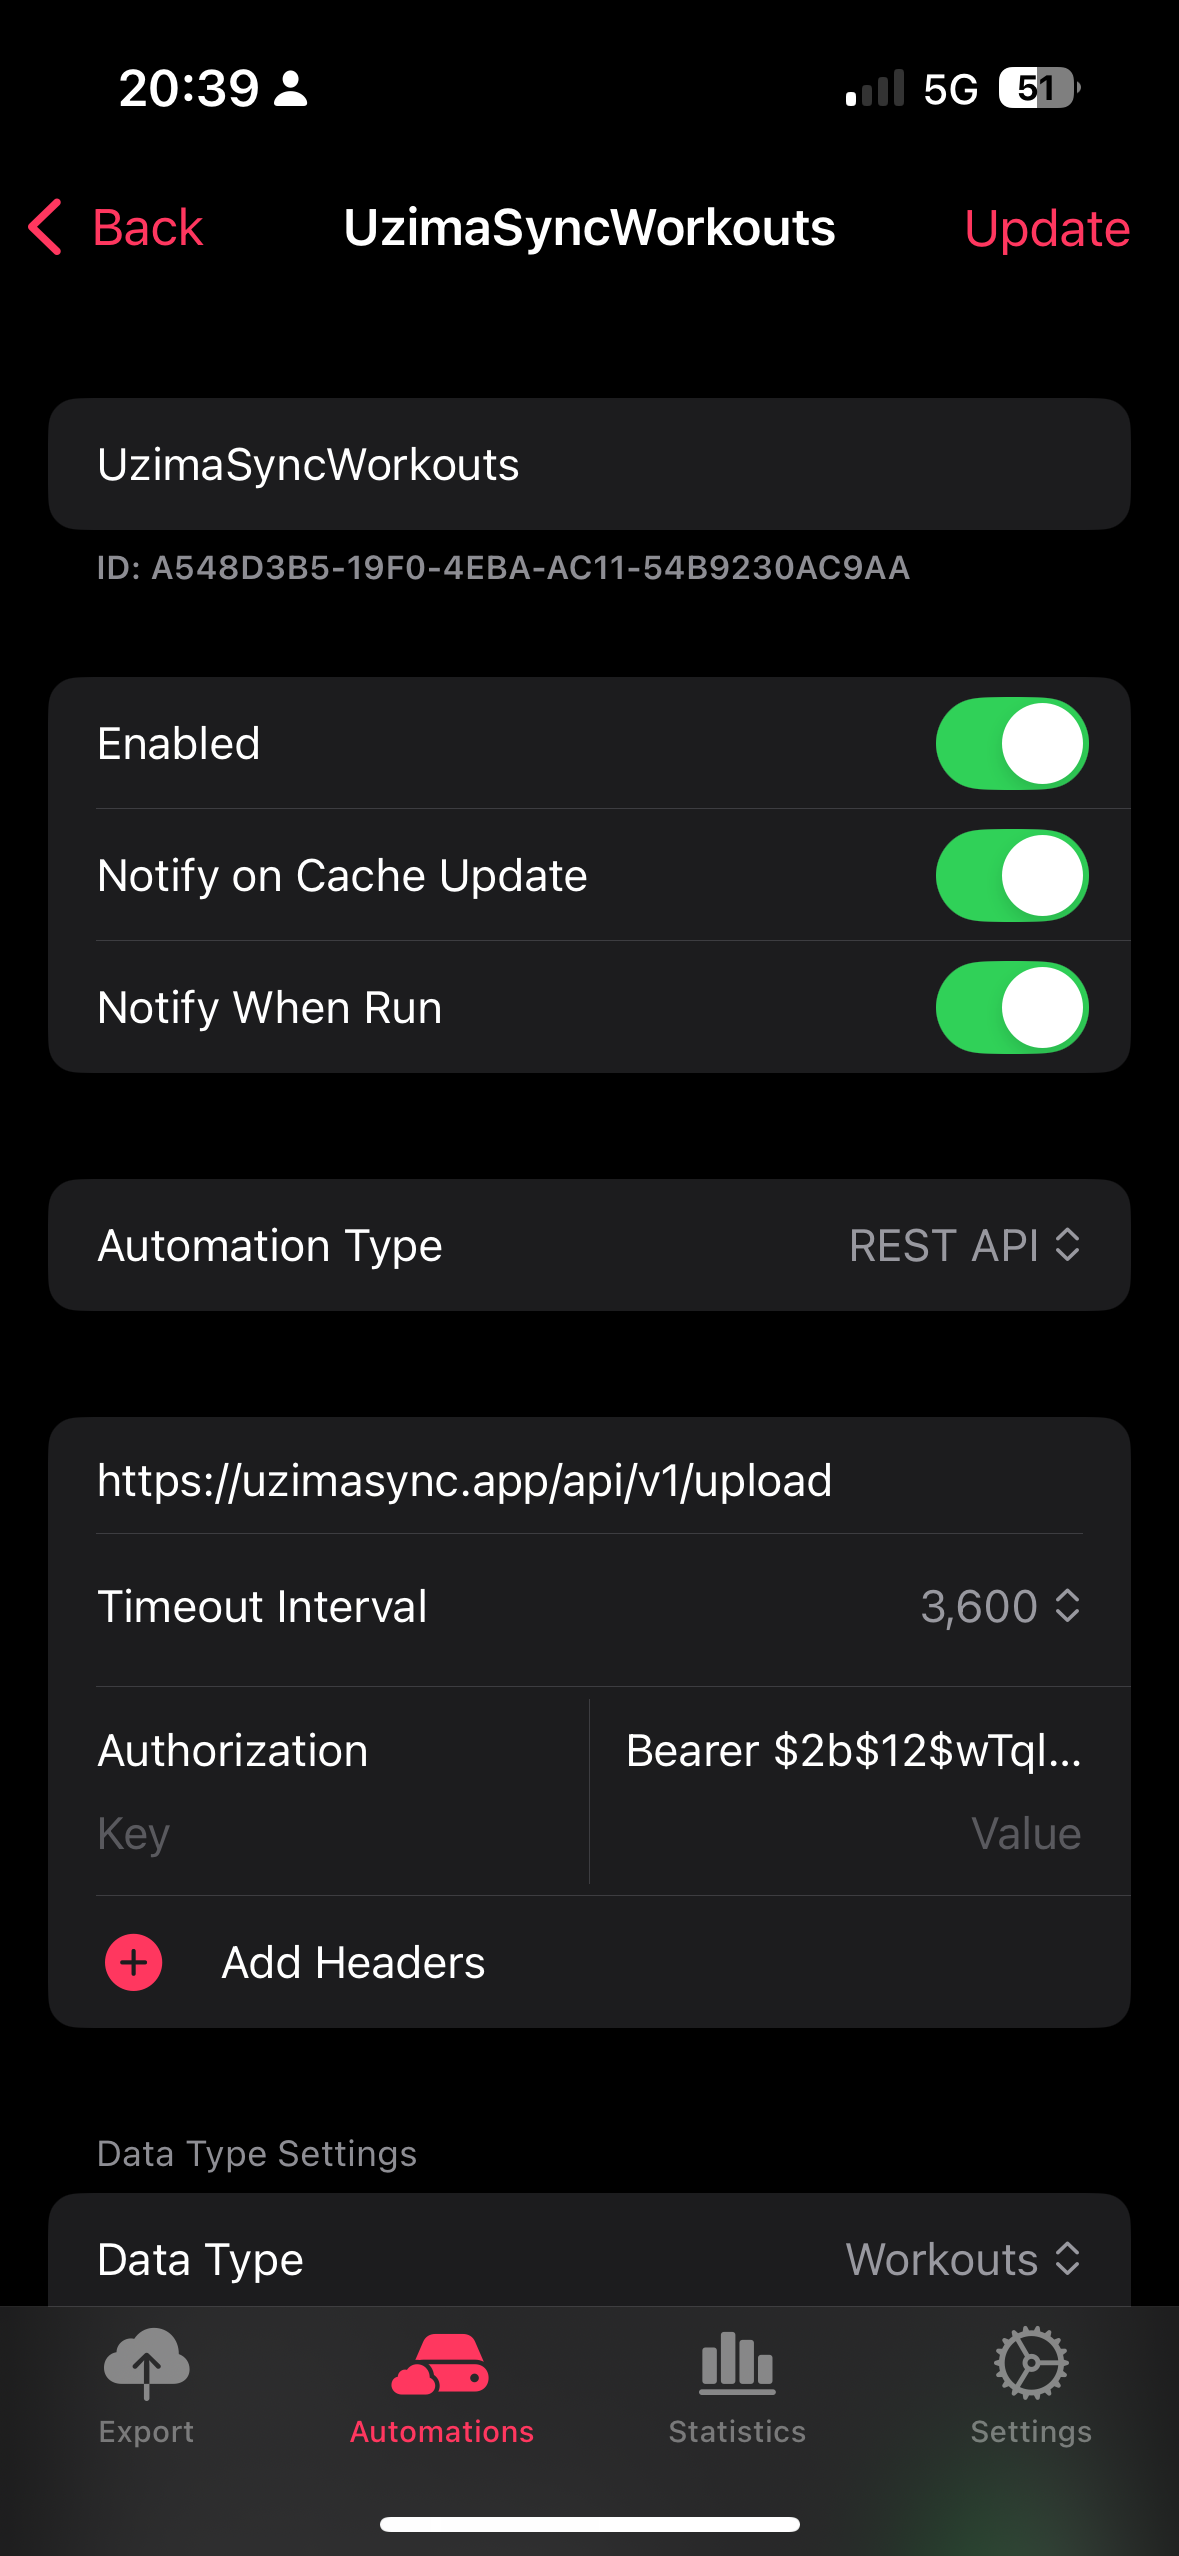 20:39
5G 51
Back UzimaSyncWorkouts Update
UzimaSyncWorkouts
ID: A548D3B5-19F0-4EBA-AC11-54B9230AC9AA
Enabled
Notify on Cache Update
Notify When Run
Automation Type REST API
https://uzimasync.app/api/v1/upload
Timeout Interval 3,600
Authorization Bearer $2b$12$wTql...
Key Value
Add Headers
Data Type Settings
Data Type Workouts
Export Automations Statistics Settings